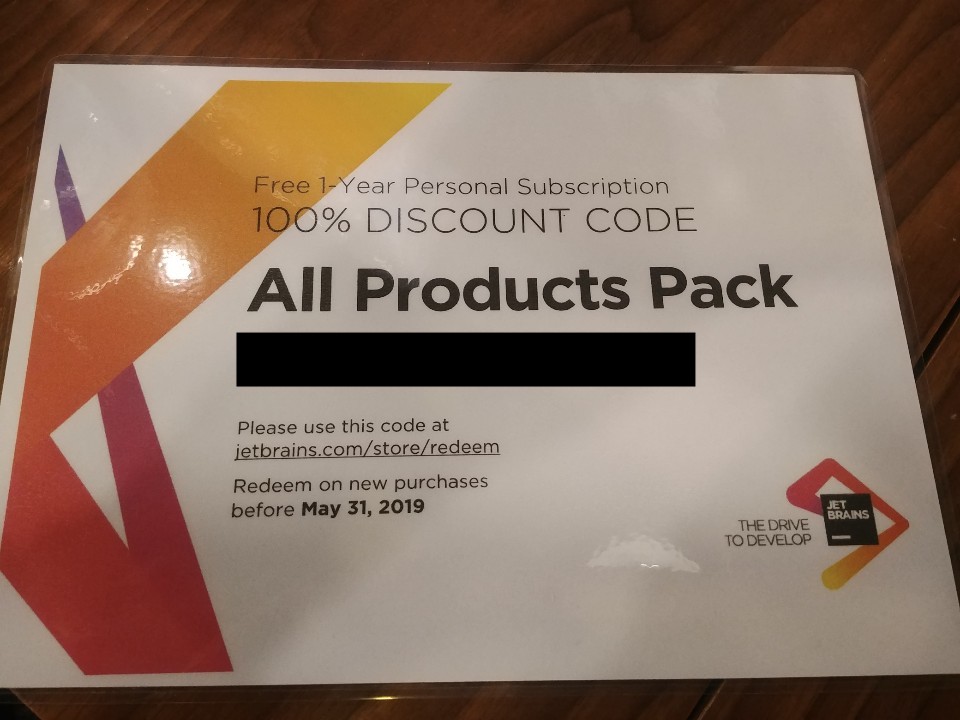 Free 1-Year Personal Subscription
100% DISCOUNT CODE
All Products Pack
Please use this code at
jetbrains.com/store/redeem
Redeem on new purchases
before May 31, 2019
THE DRIVE
TO DEVELOP
JET
BRAINS